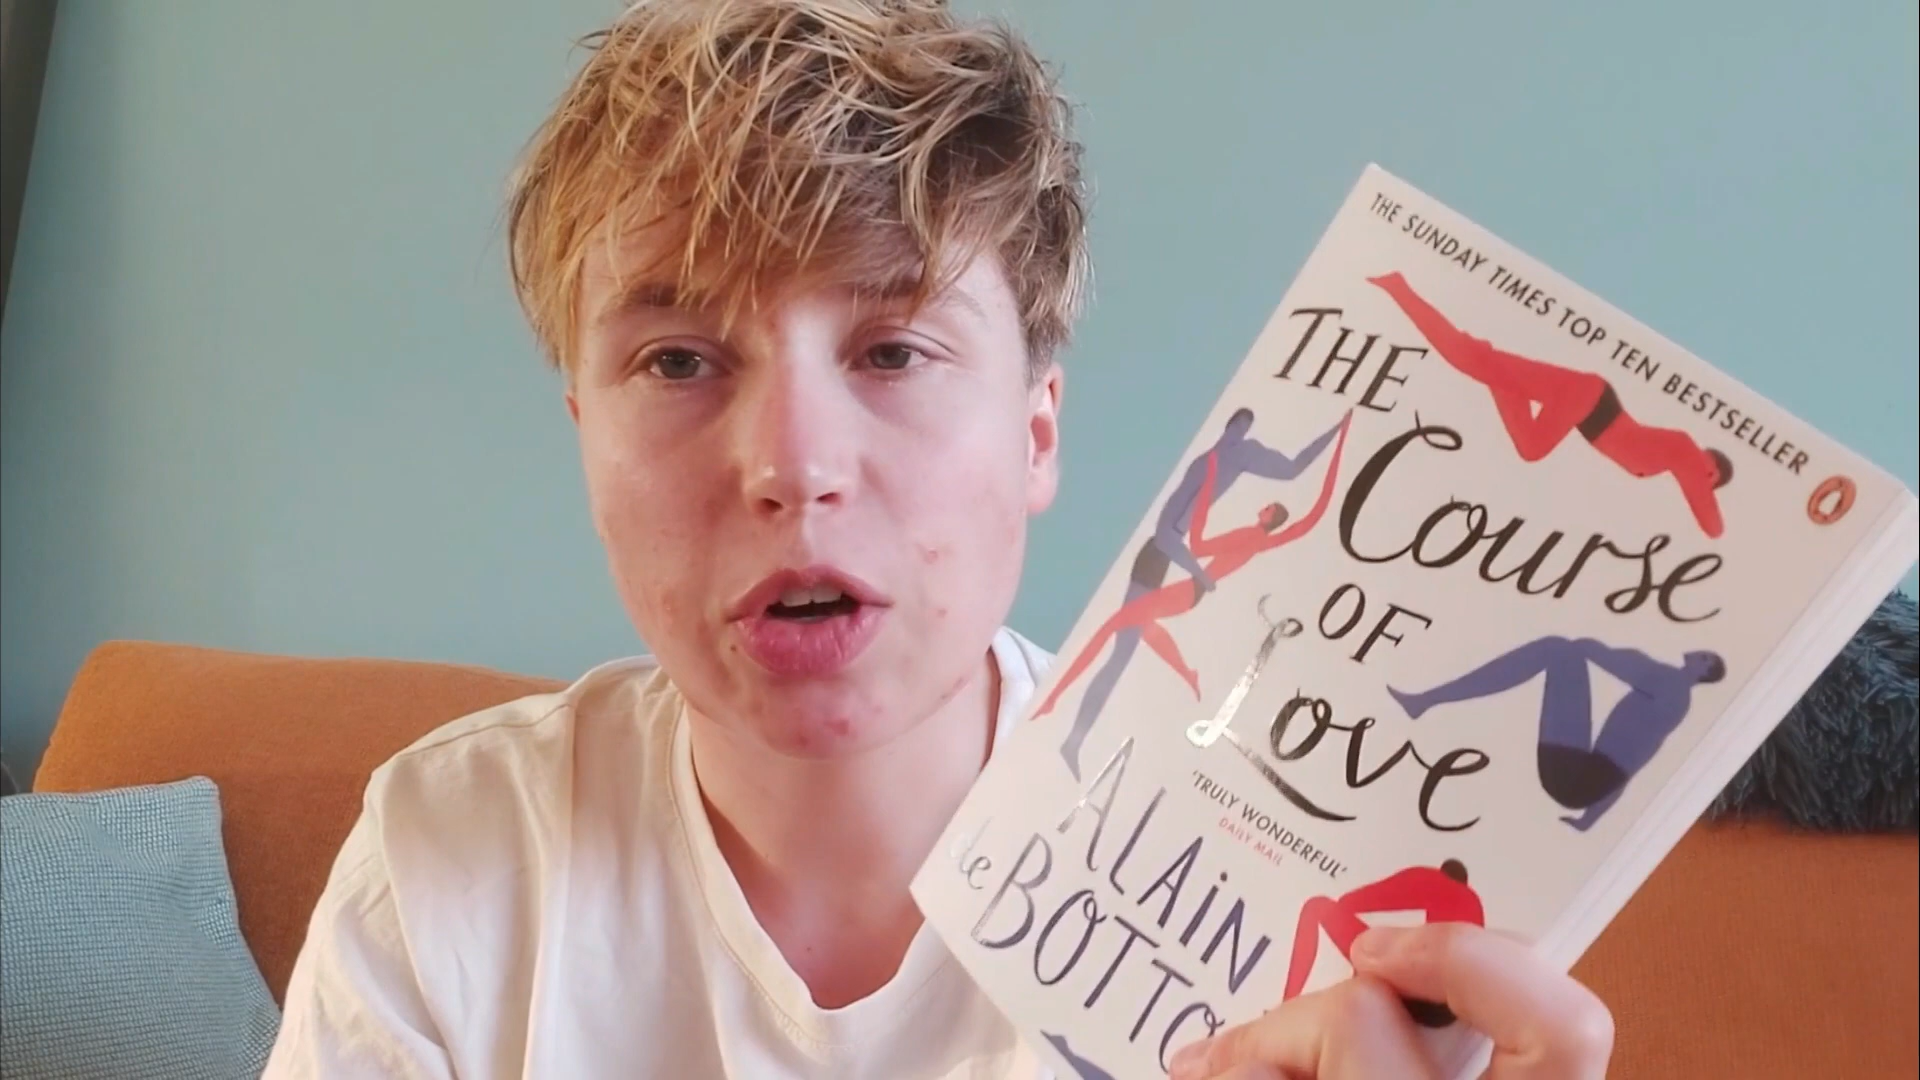 THE SUNDAY TIMES TOP TEN BESTSELLER
THE
Course
OF
Love
'TRULY WONDERFUL'
DAILY MAIL
ALAiN
de BOTTO